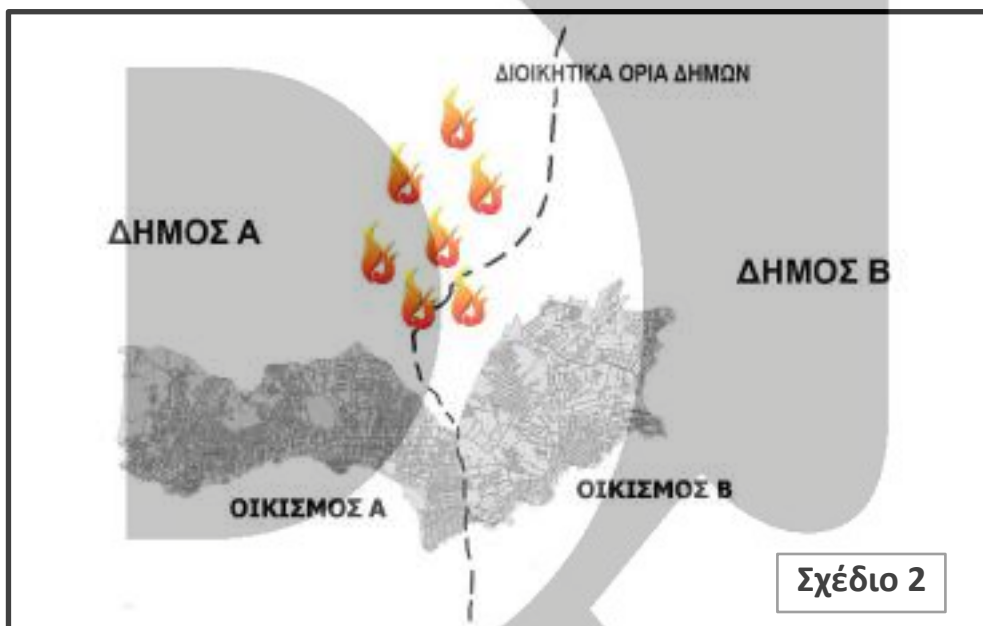 ΔΙΟΙΚΗΤΙΚΑ ΟΡΙΑ ΔΗΜΩΝ
ΔΗΜΟΣ Α
ΔΗΜΟΣ Β
ΟΙΚΙΣΜΟΣ Α
ΟΙΚΙΣΜΟΣ Β
Σχέδιο 2